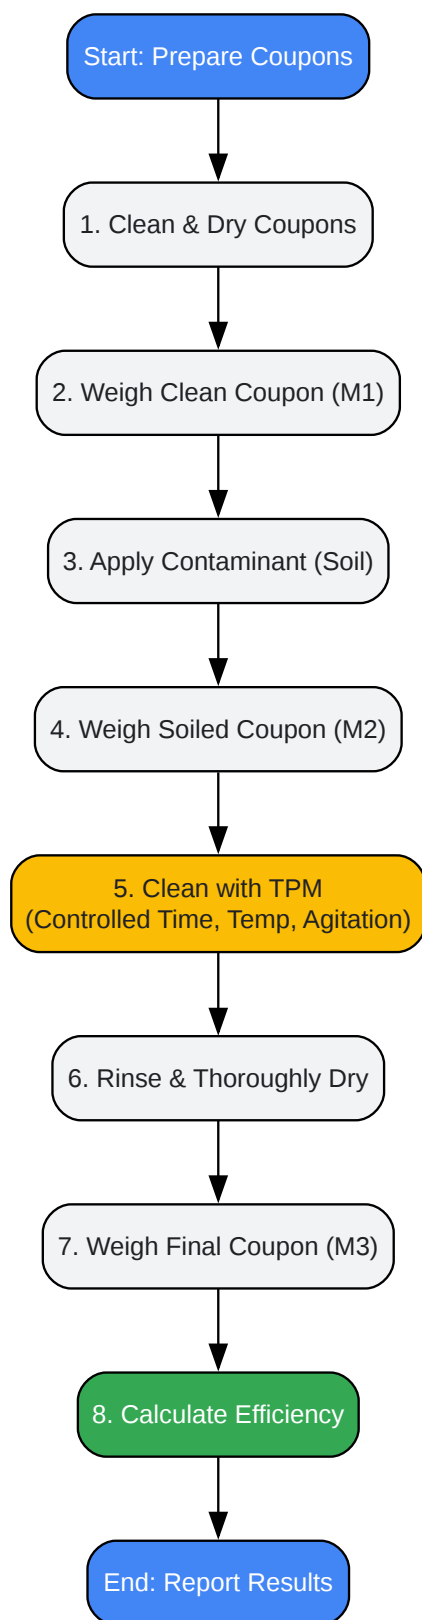 Start: Prepare Coupons
1. Clean & Dry Coupons
2. Weigh Clean Coupon (M1)
3. Apply Contaminant (Soil)
4. Weigh Soiled Coupon (M2)
5. Clean with TPM
(Controlled Time, Temp, Agitation)
6. Rinse & Thoroughly Dry
7. Weigh Final Coupon (M3)
8. Calculate Efficiency
End: Report Results